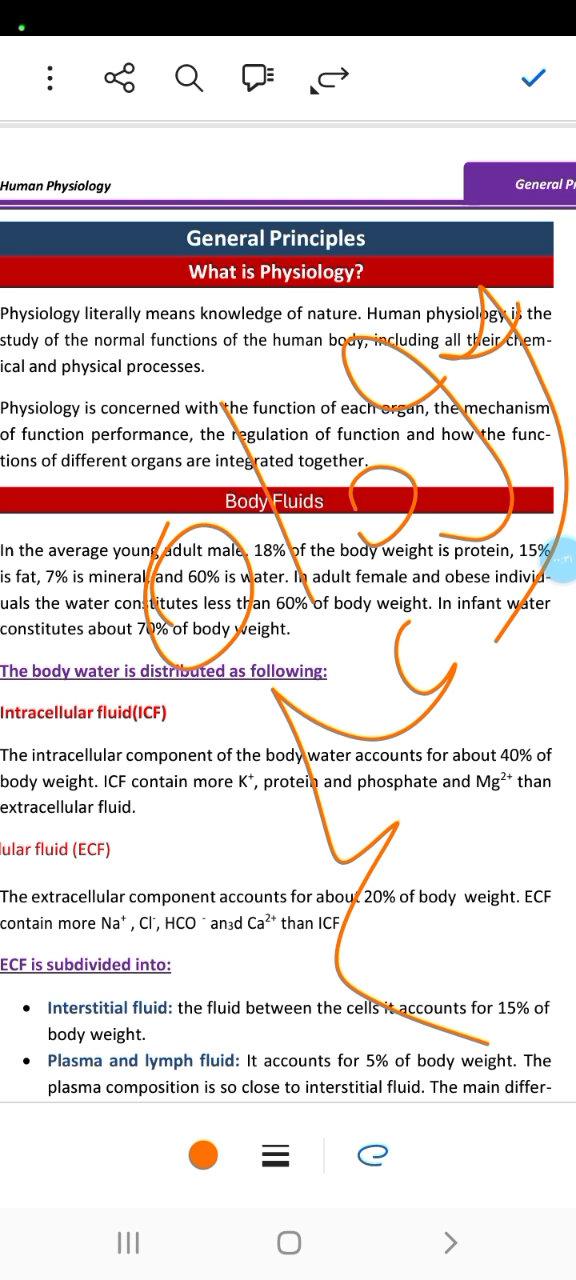 Human Physiology
General Pr
General Principles
What is Physiology?
Physiology literally means knowledge of nature. Human physiology is the
study of the normal functions of the human body, including all their chem-
ical and physical processes.
Physiology is concerned with the function of each organ, the mechanism
of function performance, the regulation of function and how the func-
tions of different organs are integrated together.
Body Fluids
In the average young adult male, 18% of the body weight is protein, 15%
is fat, 7% is mineral and 60% is water. In adult female and obese individ-
uals the water constitutes less than 60% of body weight. In infant water
constitutes about 70% of body weight.
The body water is distributed as following:
Intracellular fluid(ICF)
The intracellular component of the body water accounts for about 40% of
body weight. ICF contain more K⁺, protein and phosphate and Mg²⁺ than
extracellular fluid.
lular fluid (ECF)
The extracellular component accounts for about 20% of body weight. ECF
contain more Na⁺ , Cl⁻, HCO ⁻ an3d Ca²⁺ than ICF
ECF is subdivided into:
• Interstitial fluid: the fluid between the cells it accounts for 15% of
body weight.
• Plasma and lymph fluid: It accounts for 5% of body weight. The
plasma composition is so close to interstitial fluid. The main differ-